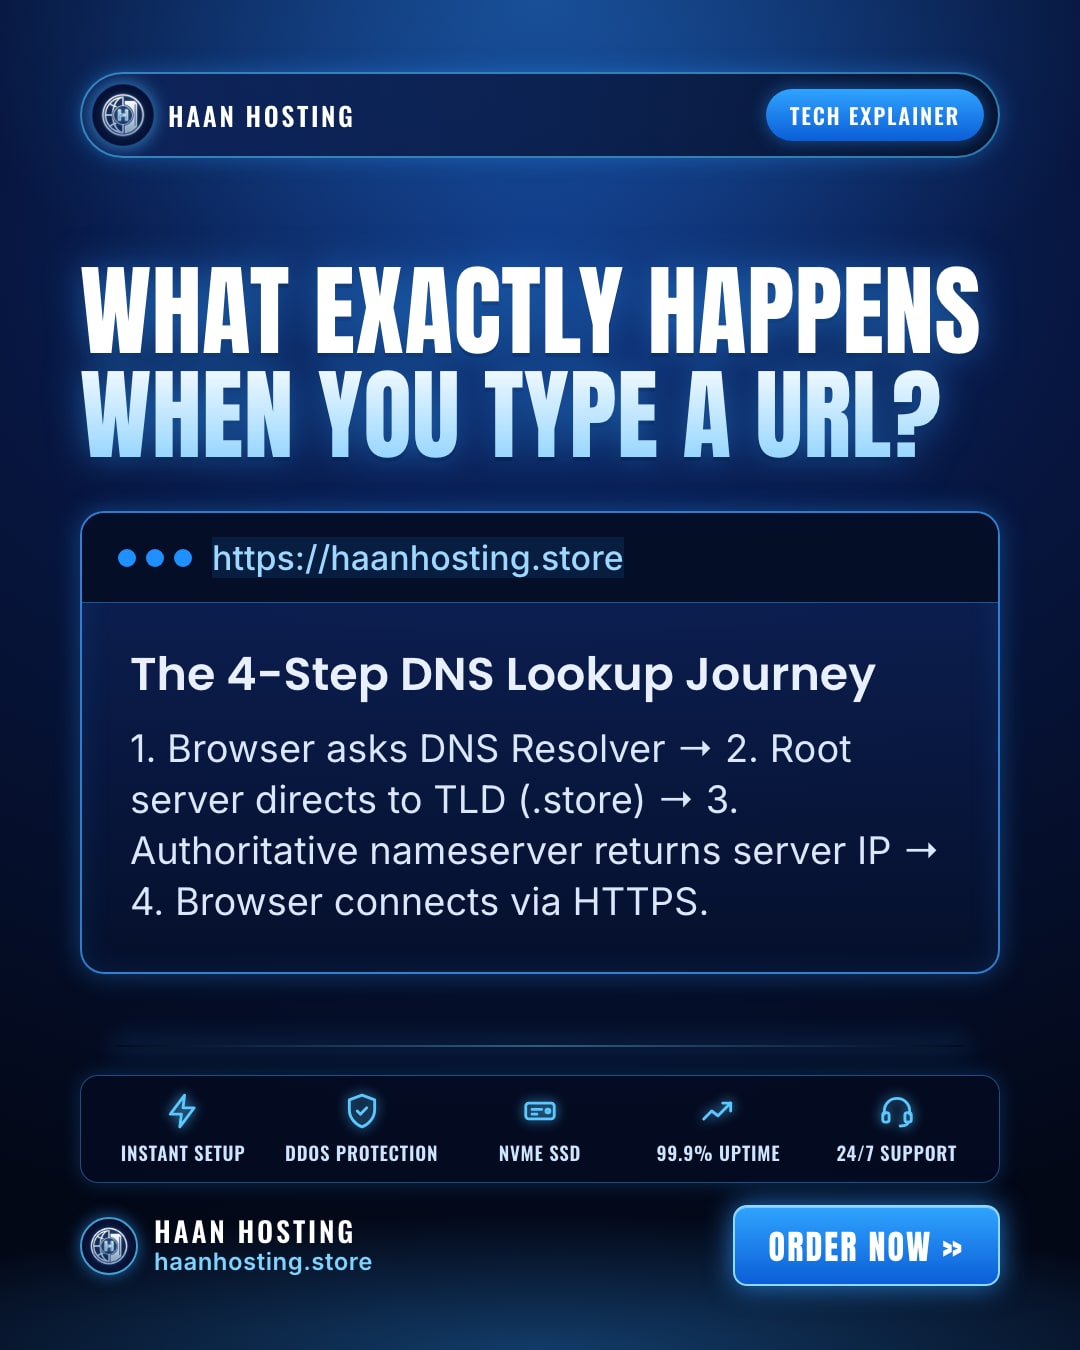 HAAN HOSTING
TECH EXPLAINER
WHAT EXACTLY HAPPENS
WHEN YOU TYPE A URL?
https://haanhosting.store
The 4-Step DNS Lookup Journey
1. Browser asks DNS Resolver → 2. Root
server directs to TLD (.store) → 3.
Authoritative nameserver returns server IP →
4. Browser connects via HTTPS.
INSTANT SETUP
DDOS PROTECTION
NVME SSD
99.9% UPTIME
24/7 SUPPORT
HAAN HOSTING
haanhosting.store
ORDER NOW »